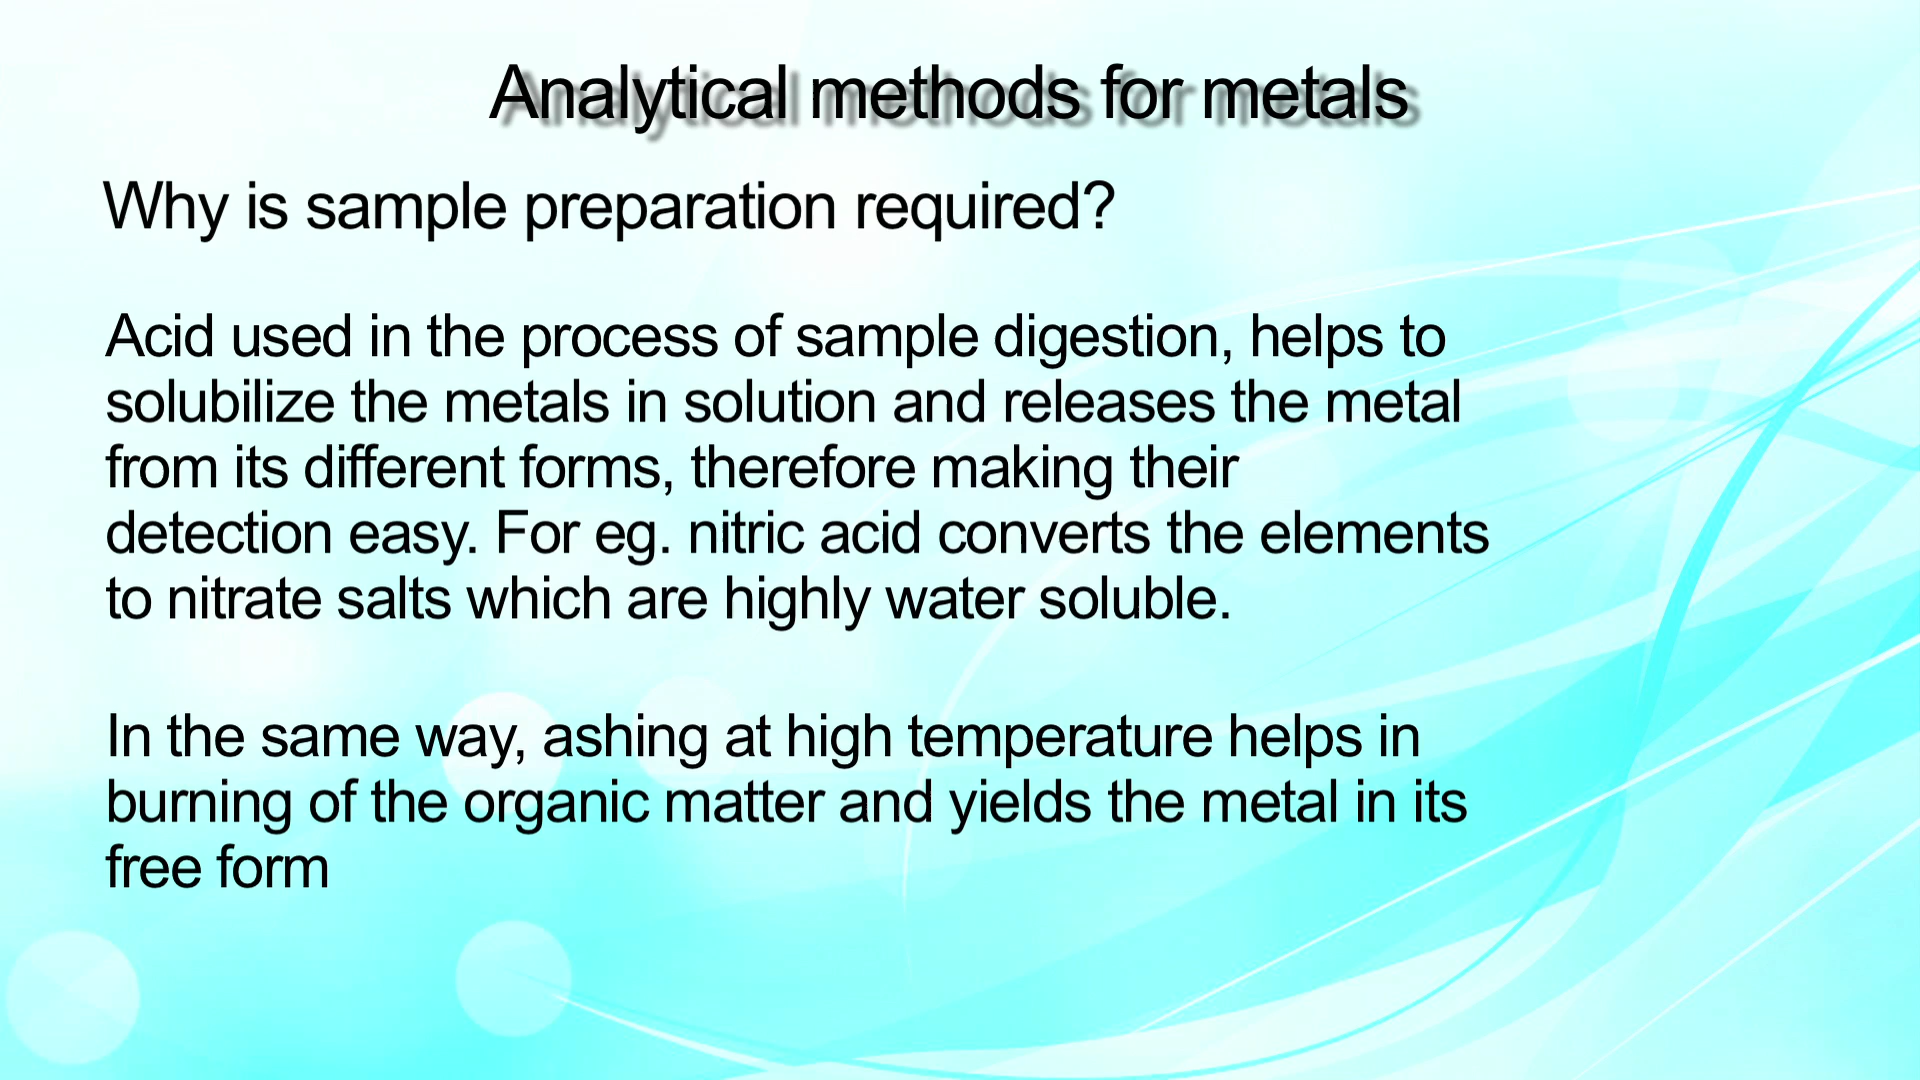 Analytical methods for metals
Why is sample preparation required?
Acid used in the process of sample digestion, helps to
solubilize the metals in solution and releases the metal
from its different forms, therefore making their
detection easy. For eg. nitric acid converts the elements
to nitrate salts which are highly water soluble.
In the same way, ashing at high temperature helps in
burning of the organic matter and yields the metal in its
free form